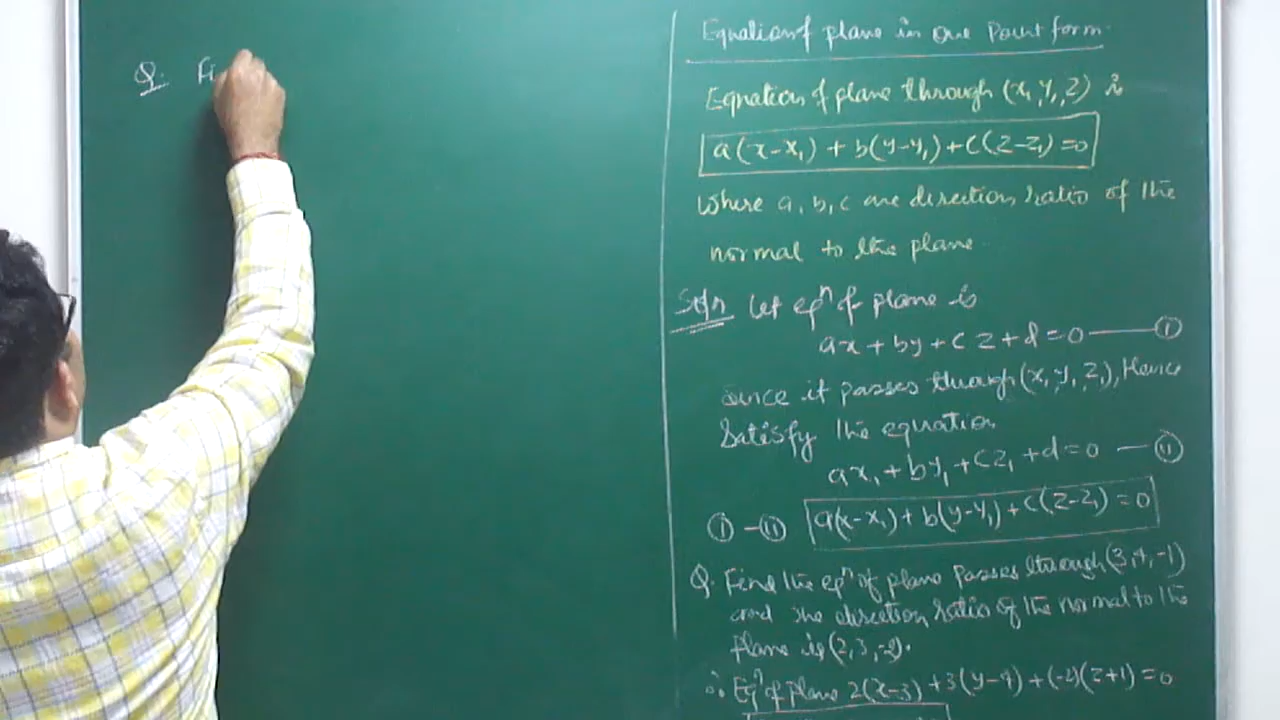 Q. Fi
Equation of plane in one point form.
Equation of plane through (x₁, y₁, z) is
a(x-x₁) + b(y-y₁) + c(z-z₁) = 0
where a, b, c are direction ratio of the
normal to the plane.
Sol/n Let eqⁿ of plane is
ax + by + cz + d = 0 —— (i)
since it passes through (x₁, y₁, z₁), Hence
Satisfy the equation
ax₁ + by₁ + cz₁ + d = 0 — (ii)
(i) - (ii) a(x-x₁) + b(y-y₁) + c(z-z₁) = 0
Q. Find the eqⁿ of plane passes through (3, 4, -1)
and the direction ratio of the normal to the
plane is (2, 3, -2).
∴ Eqⁿ of plane 2(x-3) + 3(y-4) + (-2)(z+1) = 0